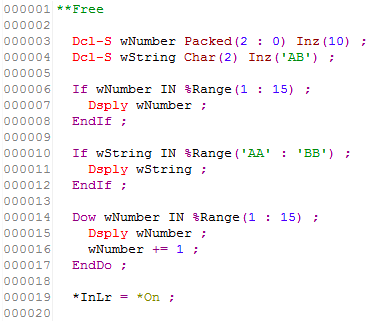 000001 **Free
000002
000003   Dcl-S wNumber Packed(2 : 0) Inz(10) ;
000004   Dcl-S wString Char(2) Inz('AB') ;
000005
000006   If wNumber IN %Range(1 : 15) ;
000007     Dsply wNumber ;
000008   EndIf ;
000009
000010   If wString IN %Range('AA' : 'BB') ;
000011     Dsply wString ;
000012   EndIf ;
000013
000014   Dow wNumber IN %Range(1 : 15) ;
000015     Dsply wNumber ;
000016     wNumber += 1 ;
000017   EndDo ;
000018
000019   *InLr = *On ;
000020